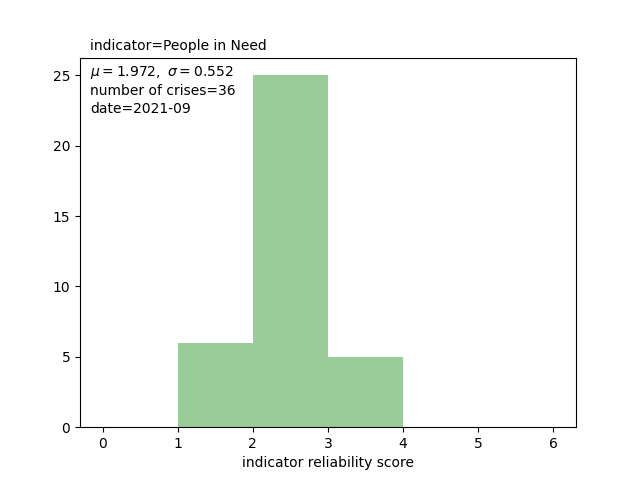 indicator=People in Need
μ = 1.972, σ = 0.552
number of crises=36
date=2021-09
25
20
15
10
5
0
0 1 2 3 4 5 6
indicator reliability score